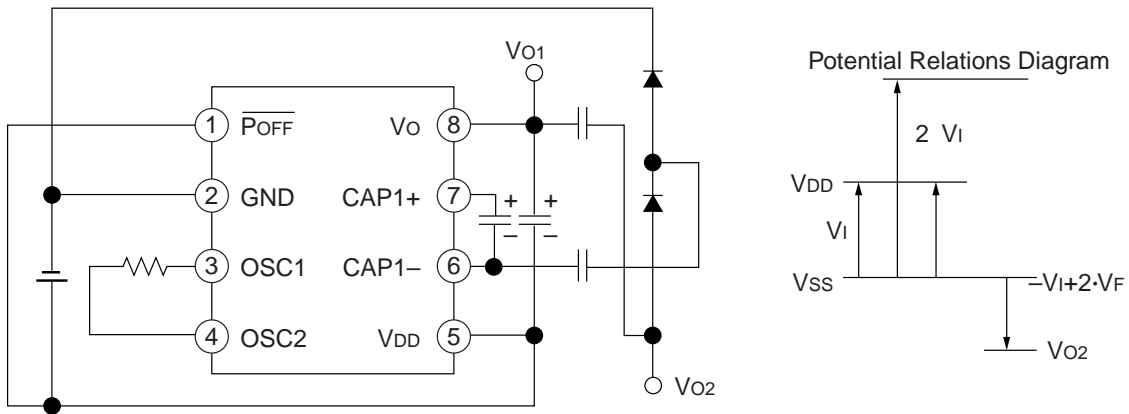 VO1
1 POFF
2 GND
3 OSC1
4 OSC2
VO 8
CAP1+ 7
+ +
– –
CAP1– 6
VDD 5
VO2
Potential Relations Diagram
2 VI
VDD
VI
VSS
–VI+2·VF
VO2